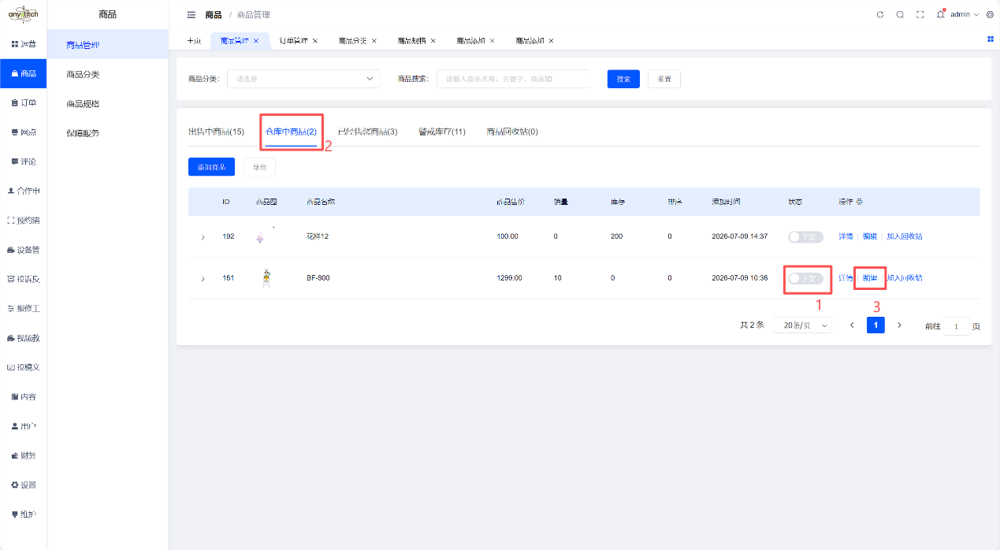 anystitch
商品
商品 / 商品管理
admin
运营
商品
订单
网点
评论
合作申
预约演
设备管
投诉反
报修工
视频教
投稿义
内容
用户
财务
设置
维护
商品管理
商品分类
商品规格
保障服务
主页 商品管理 × 订单管理 × 商品分类 × 商品规格 × 商品添加 × 商品添加 ×
商品分类: 请选择 商品搜索: 请输入商品名称，关键字，商品ID 搜索 重置
出售中商品(15) 仓库中商品(2) 已经售罄商品(3) 警戒库存(11) 商品回收站(0)
2
添加商品 导出
ID 商品图 商品名称 商品售价 销量 库存 排序 添加时间 状态 操作
192 花样12 100.00 0 200 0 2026-07-09 14:37 下架 详情 编辑 加入回收站
181 BF-900 1299.00 10 0 0 2026-07-09 10:38 下架 详情 编辑 加入回收站
1 3
共 2 条 20条/页 1 前往 1 页